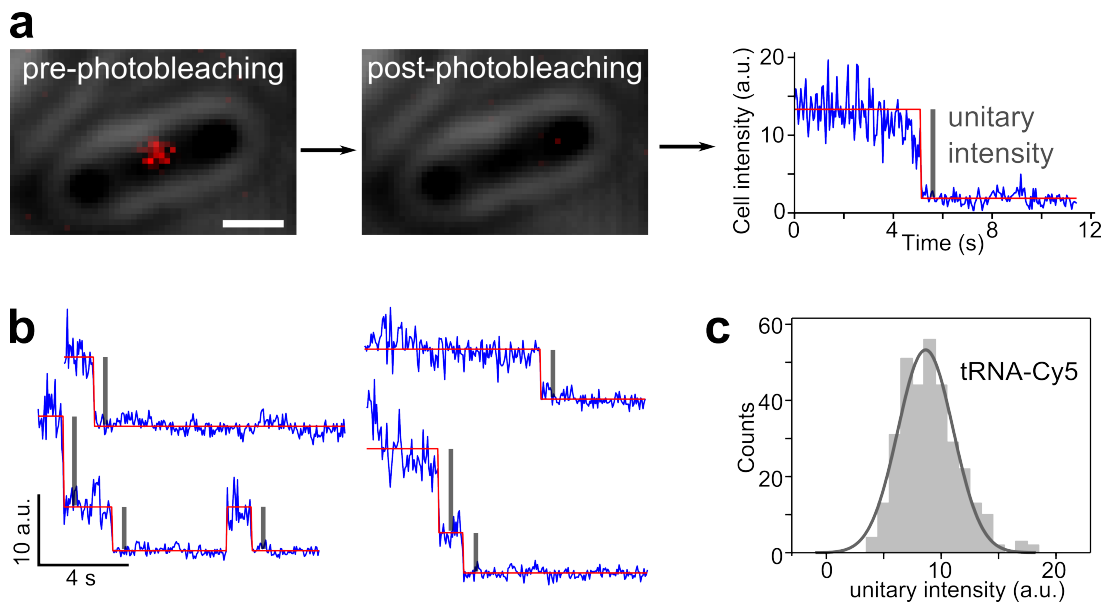 a
pre-photobleaching
post-photobleaching
Cell intensity (a.u.)
20
10
0
unitary
intensity
0
4
8
12
Time (s)
b
10 a.u.
4 s
c
Counts
60
40
20
0
tRNA-Cy5
0
10
20
unitary intensity (a.u.)